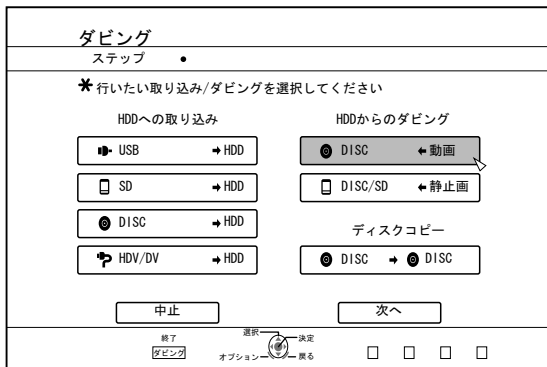 ダビング
ステップ
行いたい取り込み/ダビングを選択してください
HDDへの取り込み
USB ➡ HDD
SD ➡ HDD
DISC ➡ HDD
HDV/DV ➡ HDD
HDDからのダビング
DISC ⬅ 動画
DISC/SD ⬅ 静止画
ディスクコピー
DISC ➡ DISC
中止
次へ
終了
ダビング
選択
決定
オプション
戻る